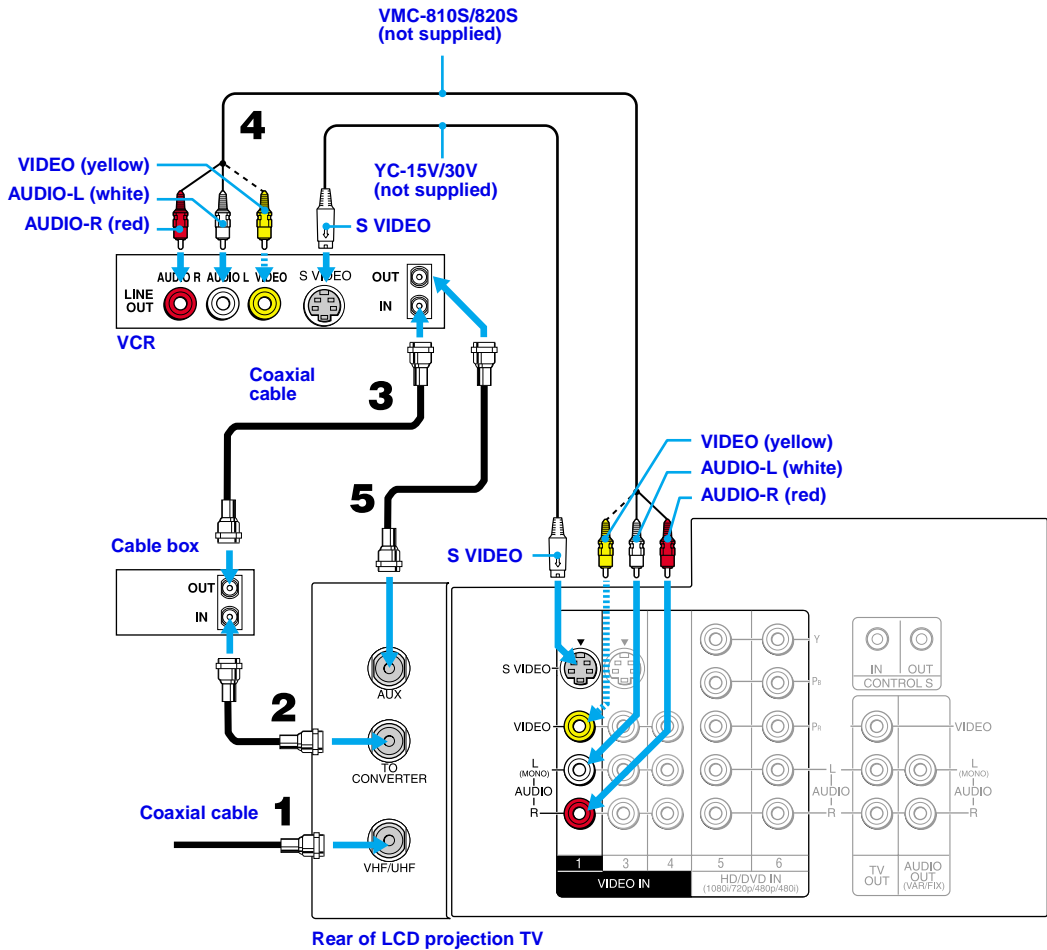 VMC-810S/820S
(not supplied)
4
VIDEO (yellow)
AUDIO-L (white)
AUDIO-R (red)
YC-15V/30V
(not supplied)
S VIDEO
AUDIO R AUDIO L VIDEO S VIDEO OUT
LINE
OUT
IN
VCR
Coaxial
cable
3
5
VIDEO (yellow)
AUDIO-L (white)
AUDIO-R (red)
S VIDEO
Cable box
OUT
IN
2
AUX
TO
CONVERTER
Coaxial cable
1
VHF/UHF
S VIDEO
VIDEO
L
(MONO)
AUDIO
R
Y
PB
PR
L
AUDIO
R
IN OUT
CONTROL S
VIDEO
L
(MONO)
AUDIO
R
1 3 4 5 6
VIDEO IN
HD/DVD IN
(1080i/720p/480p/480i)
TV
OUT
AUDIO
OUT
(VAR/FIX)
Rear of LCD projection TV